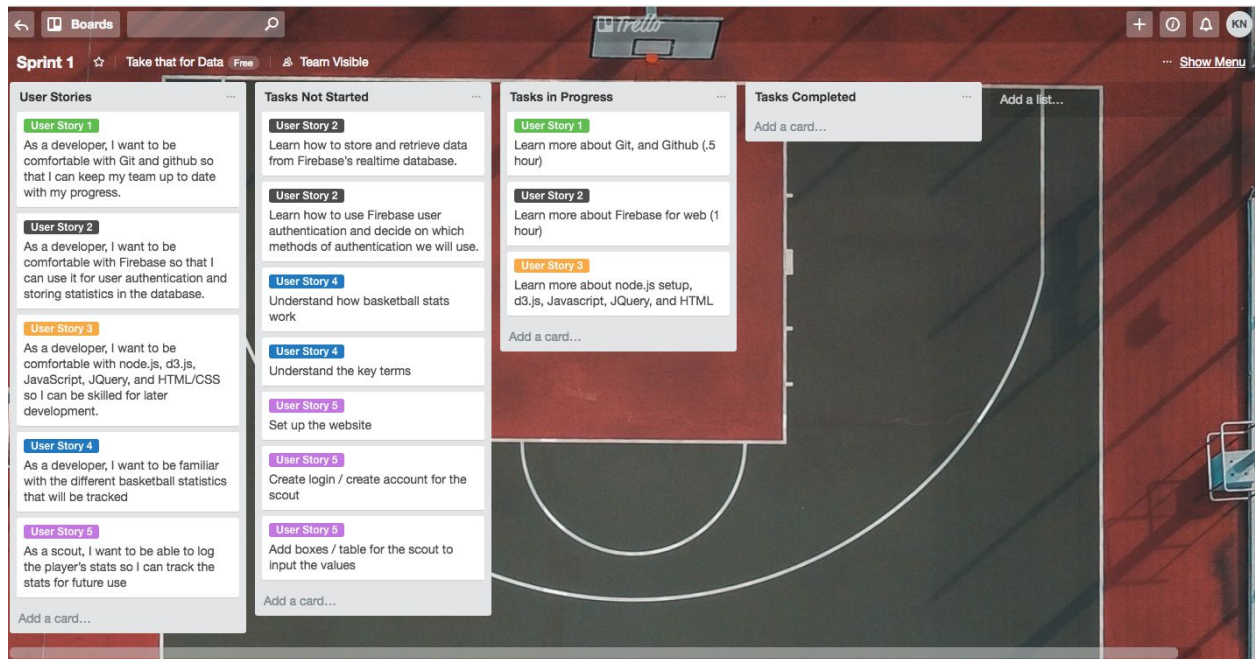 Boards
Trello
KN
Sprint 1
Take that for Data Free
Team Visible
... Show Menu
User Stories ...
User Story 1
As a developer, I want to be
comfortable with Git and github so
that I can keep my team up to date
with my progress.
User Story 2
As a developer, I want to be
comfortable with Firebase so that I
can use it for user authentication and
storing statistics in the database.
User Story 3
As a developer, I want to be
comfortable with node.js, d3.js,
JavaScript, JQuery, and HTML/CSS
so I can be skilled for later
development.
User Story 4
As a developer, I want to be familiar
with the different basketball statistics
that will be tracked
User Story 5
As a scout, I want to be able to log
the player's stats so I can track the
stats for future use
Add a card...
Tasks Not Started ...
User Story 2
Learn how to store and retrieve data
from Firebase's realtime database.
User Story 2
Learn how to use Firebase user
authentication and decide on which
methods of authentication we will use.
User Story 4
Understand how basketball stats
work
User Story 4
Understand the key terms
User Story 5
Set up the website
User Story 5
Create login / create account for the
scout
User Story 5
Add boxes / table for the scout to
input the values
Add a card...
Tasks in Progress ...
User Story 1
Learn more about Git, and Github (.5
hour)
User Story 2
Learn more about Firebase for web (1
hour)
User Story 3
Learn more about node.js setup,
d3.js, Javascript, JQuery, and HTML
Add a card...
Tasks Completed ...
Add a card...
Add a list...